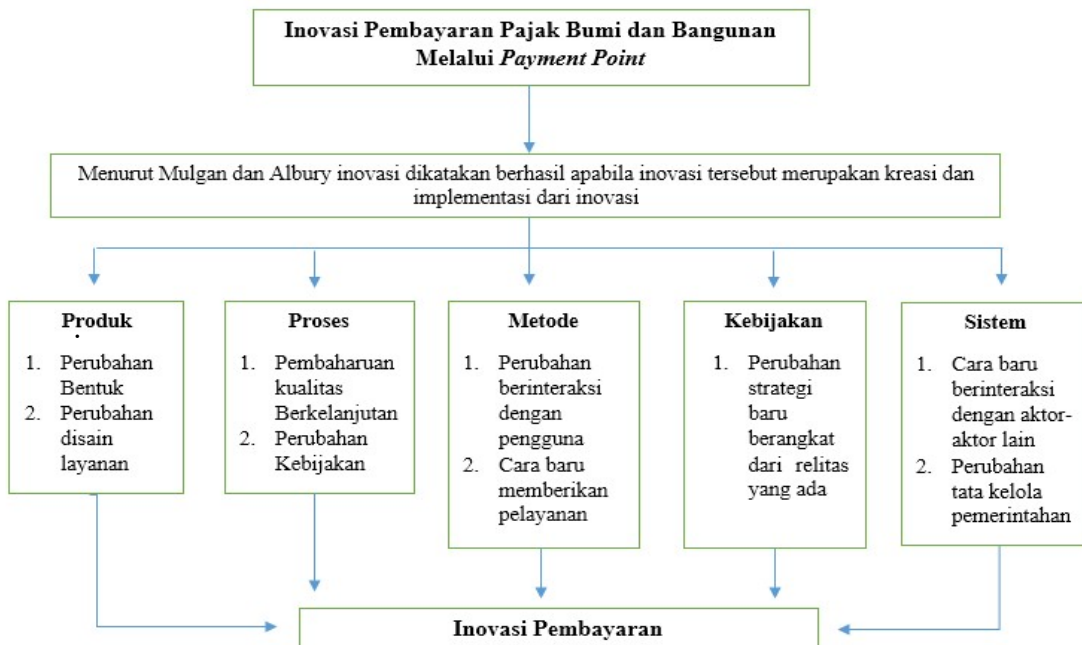 Inovasi Pembayaran Pajak Bumi dan Bangunan
Melalui Payment Point
Menurut Mulgan dan Albury inovasi dikatakan berhasil apabila inovasi tersebut merupakan kreasi dan
implementasi dari inovasi
Produk
1. Perubahan
Bentuk
2. Perubahan
disain
layanan
Proses
1. Pembaharuan
kualitas
Berkelanjutan
2. Perubahan
Kebijakan
Metode
1. Perubahan
berinteraksi
dengan
pengguna
2. Cara baru
memberikan
pelayanan
Kebijakan
1. Perubahan
strategi
baru
berangkat
dari relitas
yang ada
Sistem
1. Cara baru
berinteraksi
dengan aktor-
aktor lain
2. Perubahan
tata kelola
pemerintahan
Inovasi Pembayaran